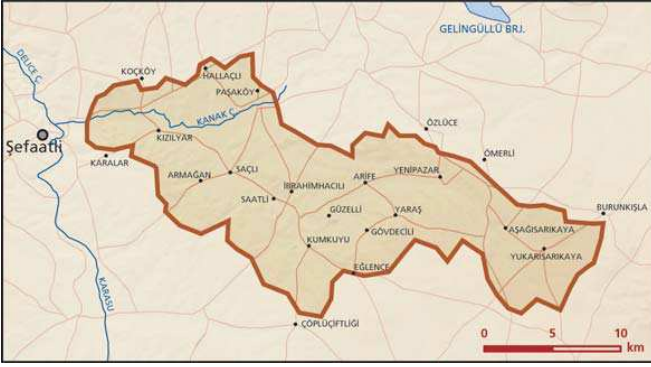 GELİNGÜLLÜ BRJ.
DELİCE Ç.
KOÇKÖY
HALLAÇLI
PAŞAKÖY
KANAK Ç.
ÖZLÜCE
Şefaatli
KIZILYAR
KARALAR
ÖMERLİ
SAÇLI
ARMAĞAN
YENİPAZAR
ARİFE
İBRAHİMHACILI
SAATLİ
GÜZELLİ
YARAŞ
BURUNKIŞLA
GÖVDECİLİ
AŞAĞISARIKAYA
KUMKUYU
YUKARISARIKAYA
EĞLENCE
KARASU
ÇÖPLÜÇİFTLİĞİ
0 5 10
km